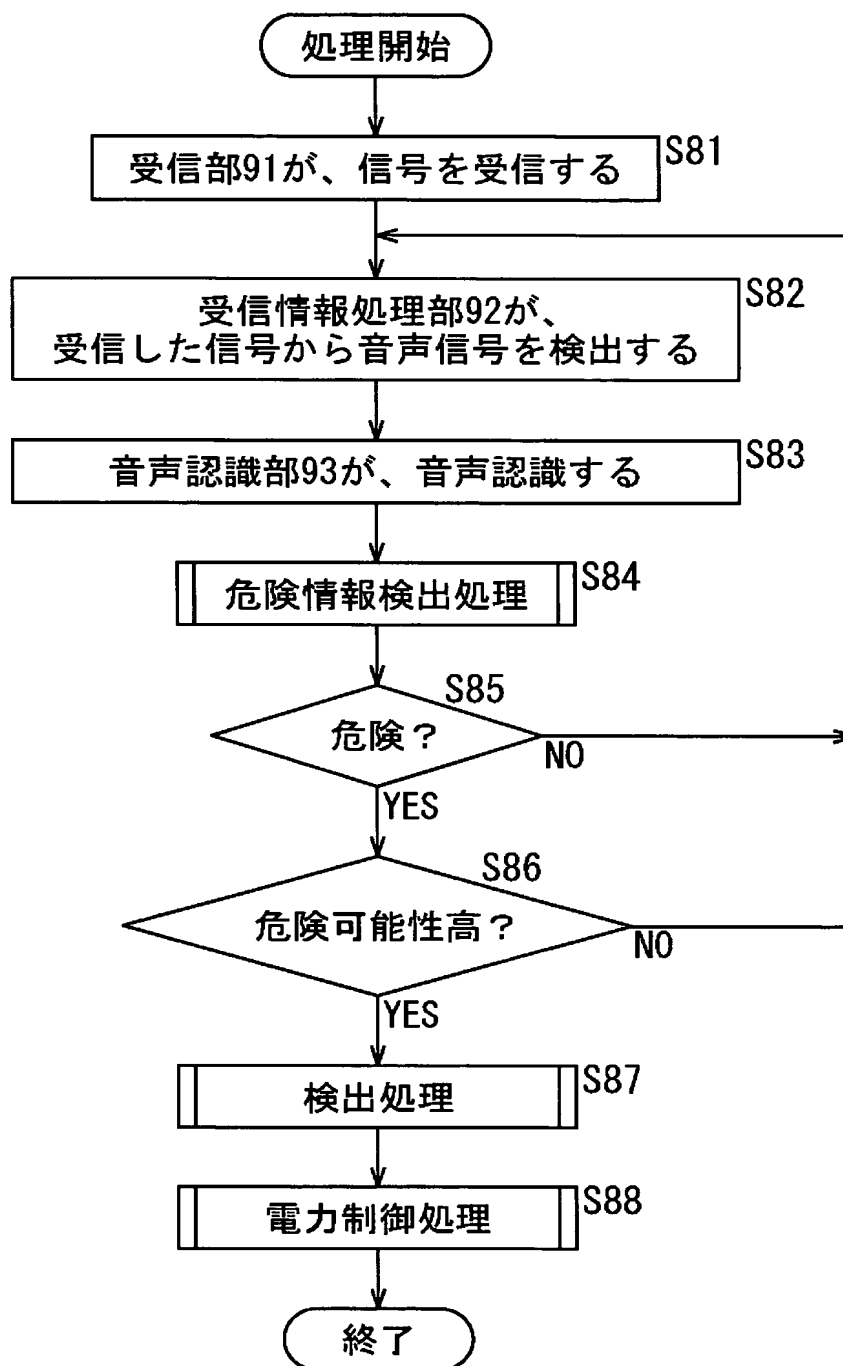 処理開始
受信部91が、信号を受信する
S81
受信情報処理部92が、
受信した信号から音声信号を検出する
S82
音声認識部93が、音声認識する
S83
危険情報検出処理
S84
危険？
S85
NO
YES
危険可能性高？
S86
NO
YES
検出処理
S87
電力制御処理
S88
終了